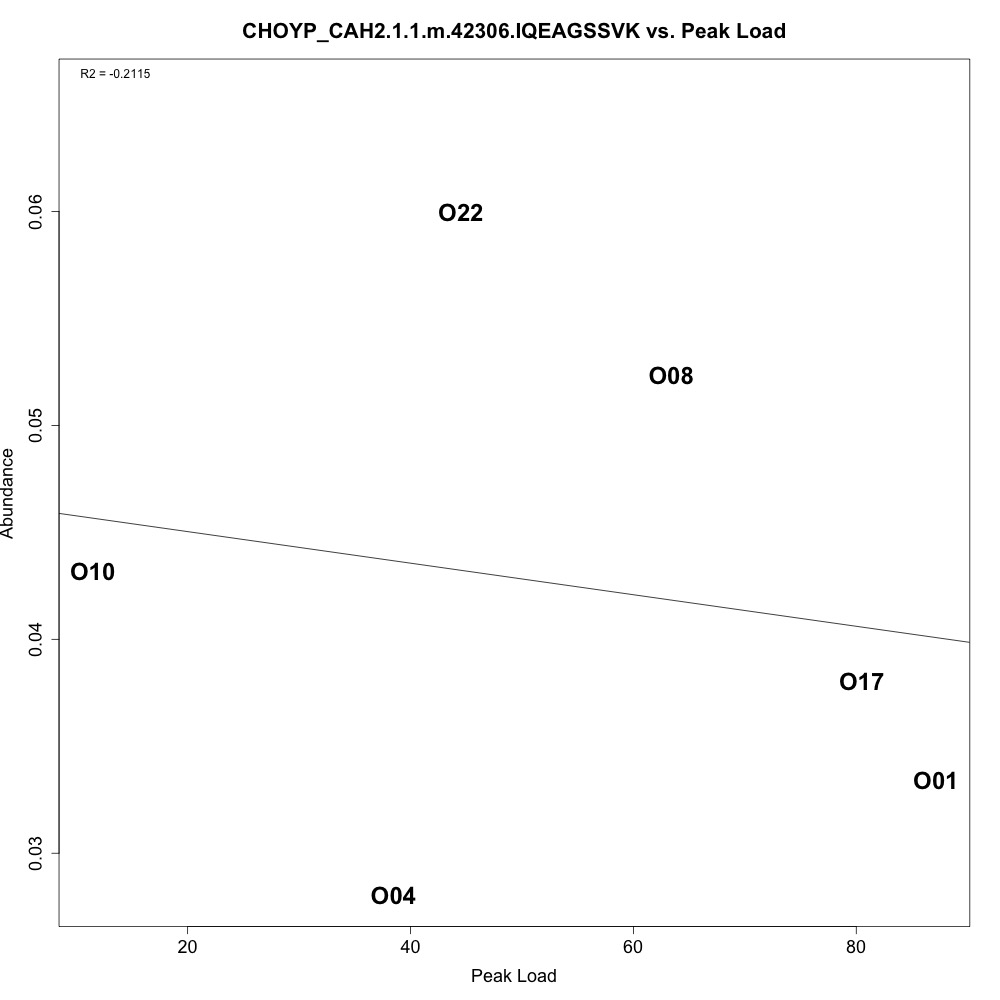 CHOYP_CAH2.1.1.m.42306.IQEAGSSVK vs. Peak Load
R2 = -0.2115
0.06
O22
O08
0.05
Abundance
O10
0.04
O17
O01
0.03
O04
20 40 60 80
Peak Load